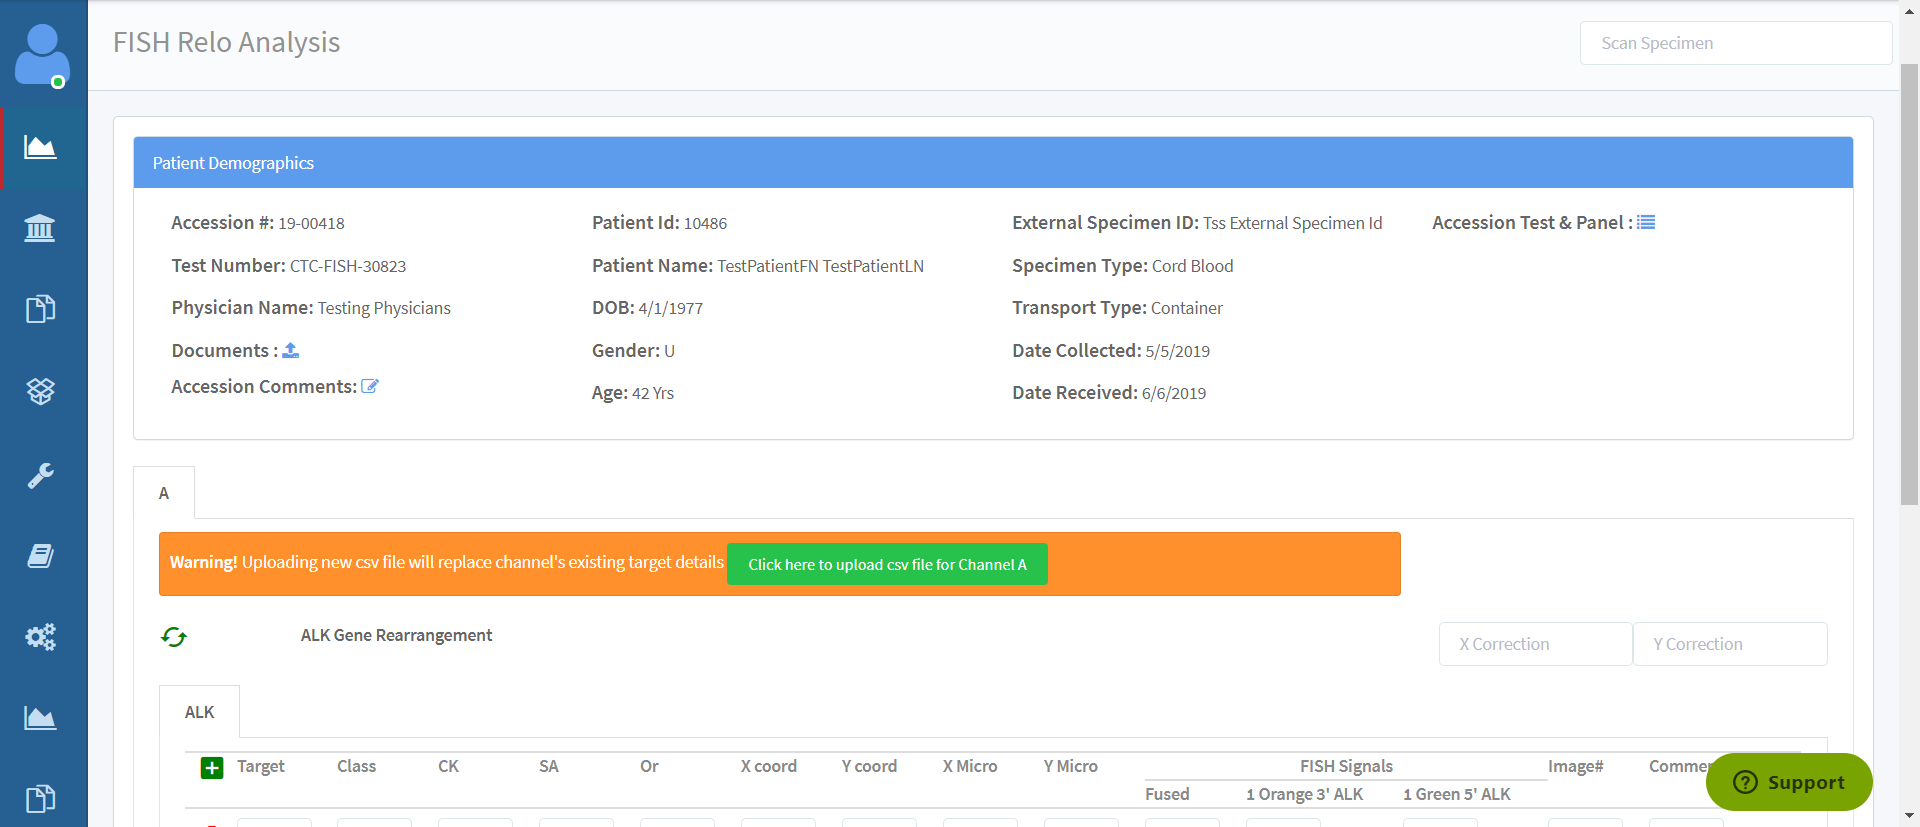 FISH Relo Analysis
Scan Specimen
Patient Demographics
Accession #: 19-00418
Patient Id: 10486
External Specimen ID: Tss External Specimen Id
Accession Test & Panel :
Test Number: CTC-FISH-30823
Patient Name: TestPatientFN TestPatientLN
Specimen Type: Cord Blood
Physician Name: Testing Physicians
DOB: 4/1/1977
Transport Type: Container
Documents :
Gender: U
Date Collected: 5/5/2019
Accession Comments:
Age: 42 Yrs
Date Received: 6/6/2019
A
Warning! Uploading new csv file will replace channel's existing target details
Click here to upload csv file for Channel A
ALK Gene Rearrangement
X Correction
Y Correction
ALK
Target Class CK SA Or X coord Y coord X Micro Y Micro FISH Signals Image#
Fused 1 Orange 3' ALK 1 Green 5' ALK
Support